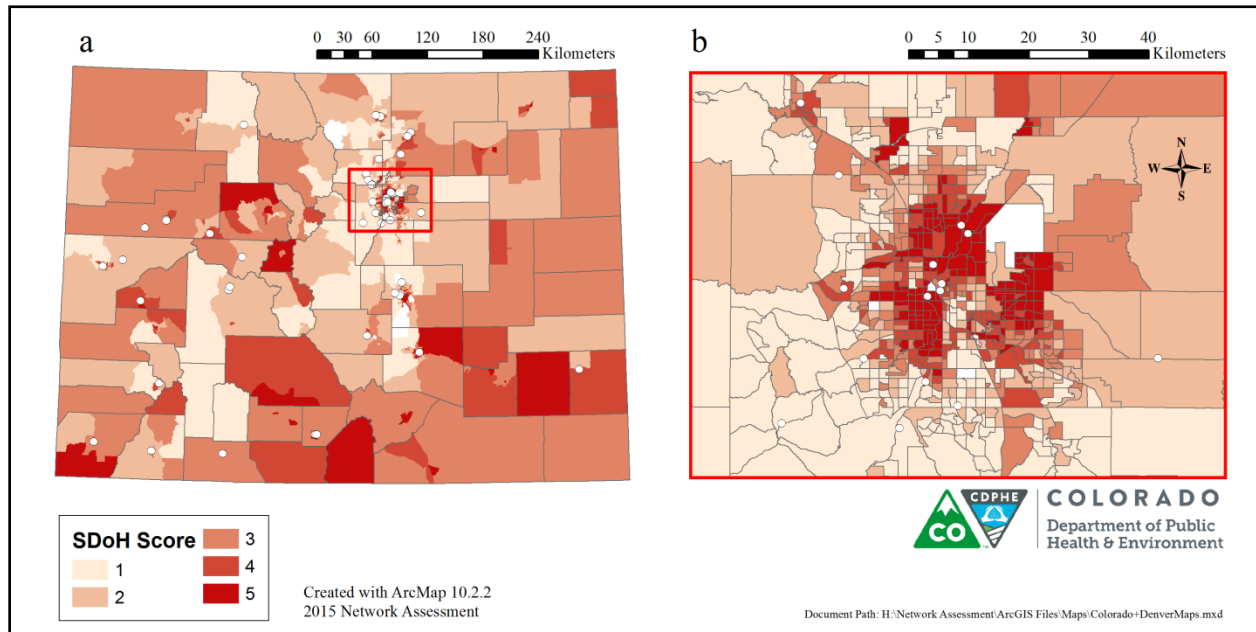 a
0 30 60 120 180 240
Kilometers
b
0 5 10 20 30 40
Kilometers
N
W E
S
SDoH Score
1
2
3
4
5
Created with ArcMap 10.2.2
2015 Network Assessment
CO
TM
CDPHE
COLORADO
Department of Public
Health & Environment
Document Path: H:\Network Assessment\ArcGIS Files\Maps\Colorado+DenverMaps.mxd